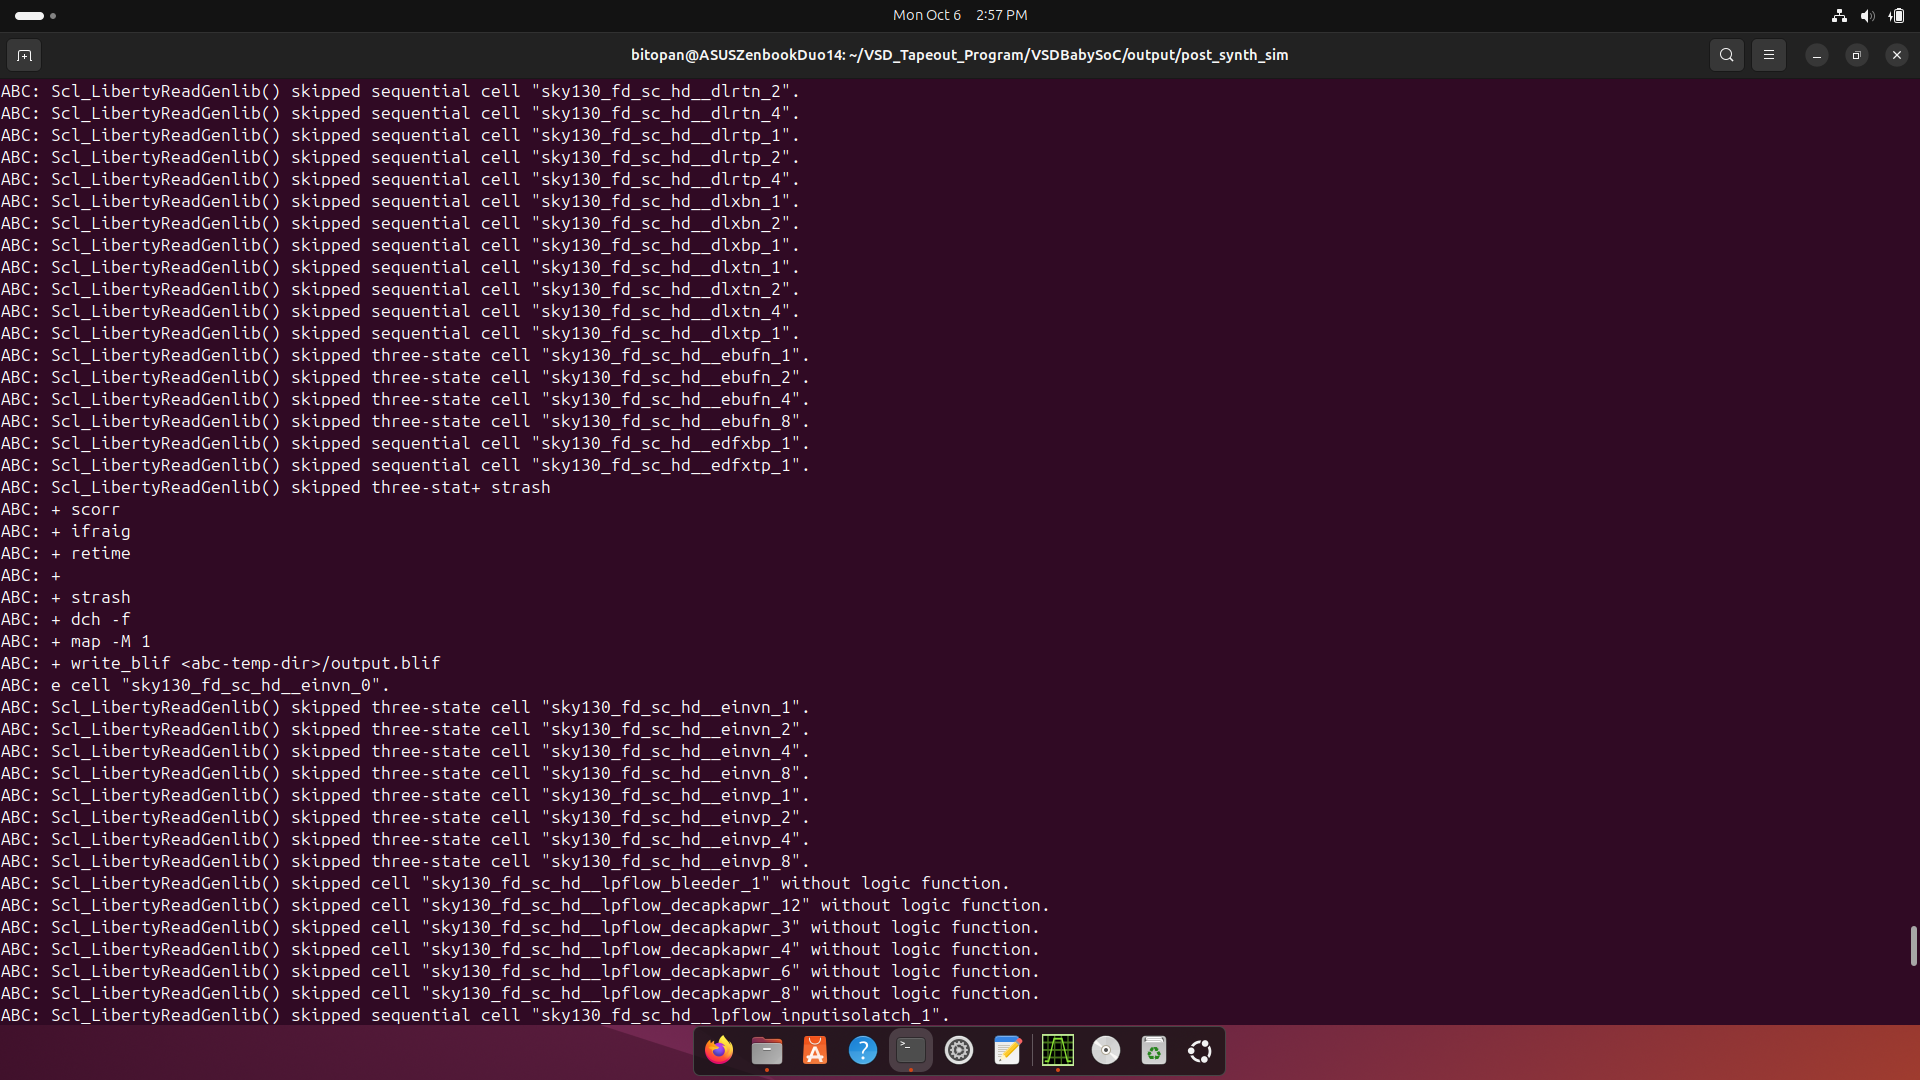 Mon Oct 6 2:57 PM
bitopan@ASUSZenbookDuo14: ~/VSD_Tapeout_Program/VSDBabySoC/output/post_synth_sim
ABC: Scl_LibertyReadGenlib() skipped sequential cell "sky130_fd_sc_hd__dlrtn_2".
ABC: Scl_LibertyReadGenlib() skipped sequential cell "sky130_fd_sc_hd__dlrtn_4".
ABC: Scl_LibertyReadGenlib() skipped sequential cell "sky130_fd_sc_hd__dlrtp_1".
ABC: Scl_LibertyReadGenlib() skipped sequential cell "sky130_fd_sc_hd__dlrtp_2".
ABC: Scl_LibertyReadGenlib() skipped sequential cell "sky130_fd_sc_hd__dlrtp_4".
ABC: Scl_LibertyReadGenlib() skipped sequential cell "sky130_fd_sc_hd__dlxbn_1".
ABC: Scl_LibertyReadGenlib() skipped sequential cell "sky130_fd_sc_hd__dlxbn_2".
ABC: Scl_LibertyReadGenlib() skipped sequential cell "sky130_fd_sc_hd__dlxbp_1".
ABC: Scl_LibertyReadGenlib() skipped sequential cell "sky130_fd_sc_hd__dlxtn_1".
ABC: Scl_LibertyReadGenlib() skipped sequential cell "sky130_fd_sc_hd__dlxtn_2".
ABC: Scl_LibertyReadGenlib() skipped sequential cell "sky130_fd_sc_hd__dlxtn_4".
ABC: Scl_LibertyReadGenlib() skipped sequential cell "sky130_fd_sc_hd__dlxtp_1".
ABC: Scl_LibertyReadGenlib() skipped three-state cell "sky130_fd_sc_hd__ebufn_1".
ABC: Scl_LibertyReadGenlib() skipped three-state cell "sky130_fd_sc_hd__ebufn_2".
ABC: Scl_LibertyReadGenlib() skipped three-state cell "sky130_fd_sc_hd__ebufn_4".
ABC: Scl_LibertyReadGenlib() skipped three-state cell "sky130_fd_sc_hd__ebufn_8".
ABC: Scl_LibertyReadGenlib() skipped sequential cell "sky130_fd_sc_hd__edfxbp_1".
ABC: Scl_LibertyReadGenlib() skipped sequential cell "sky130_fd_sc_hd__edfxtp_1".
ABC: Scl_LibertyReadGenlib() skipped three-stat+ strash
ABC: + scorr
ABC: + ifraig
ABC: + retime
ABC: +
ABC: + strash
ABC: + dch -f
ABC: + map -M 1
ABC: + write_blif <abc-temp-dir>/output.blif
ABC: e cell "sky130_fd_sc_hd__einvn_0".
ABC: Scl_LibertyReadGenlib() skipped three-state cell "sky130_fd_sc_hd__einvn_1".
ABC: Scl_LibertyReadGenlib() skipped three-state cell "sky130_fd_sc_hd__einvn_2".
ABC: Scl_LibertyReadGenlib() skipped three-state cell "sky130_fd_sc_hd__einvn_4".
ABC: Scl_LibertyReadGenlib() skipped three-state cell "sky130_fd_sc_hd__einvn_8".
ABC: Scl_LibertyReadGenlib() skipped three-state cell "sky130_fd_sc_hd__einvp_1".
ABC: Scl_LibertyReadGenlib() skipped three-state cell "sky130_fd_sc_hd__einvp_2".
ABC: Scl_LibertyReadGenlib() skipped three-state cell "sky130_fd_sc_hd__einvp_4".
ABC: Scl_LibertyReadGenlib() skipped three-state cell "sky130_fd_sc_hd__einvp_8".
ABC: Scl_LibertyReadGenlib() skipped cell "sky130_fd_sc_hd__lpflow_bleeder_1" without logic function.
ABC: Scl_LibertyReadGenlib() skipped cell "sky130_fd_sc_hd__lpflow_decapkapwr_12" without logic function.
ABC: Scl_LibertyReadGenlib() skipped cell "sky130_fd_sc_hd__lpflow_decapkapwr_3" without logic function.
ABC: Scl_LibertyReadGenlib() skipped cell "sky130_fd_sc_hd__lpflow_decapkapwr_4" without logic function.
ABC: Scl_LibertyReadGenlib() skipped cell "sky130_fd_sc_hd__lpflow_decapkapwr_6" without logic function.
ABC: Scl_LibertyReadGenlib() skipped cell "sky130_fd_sc_hd__lpflow_decapkapwr_8" without logic function.
ABC: Scl_LibertyReadGenlib() skipped sequential cell "sky130_fd_sc_hd__lpflow_inputisolatch_1".